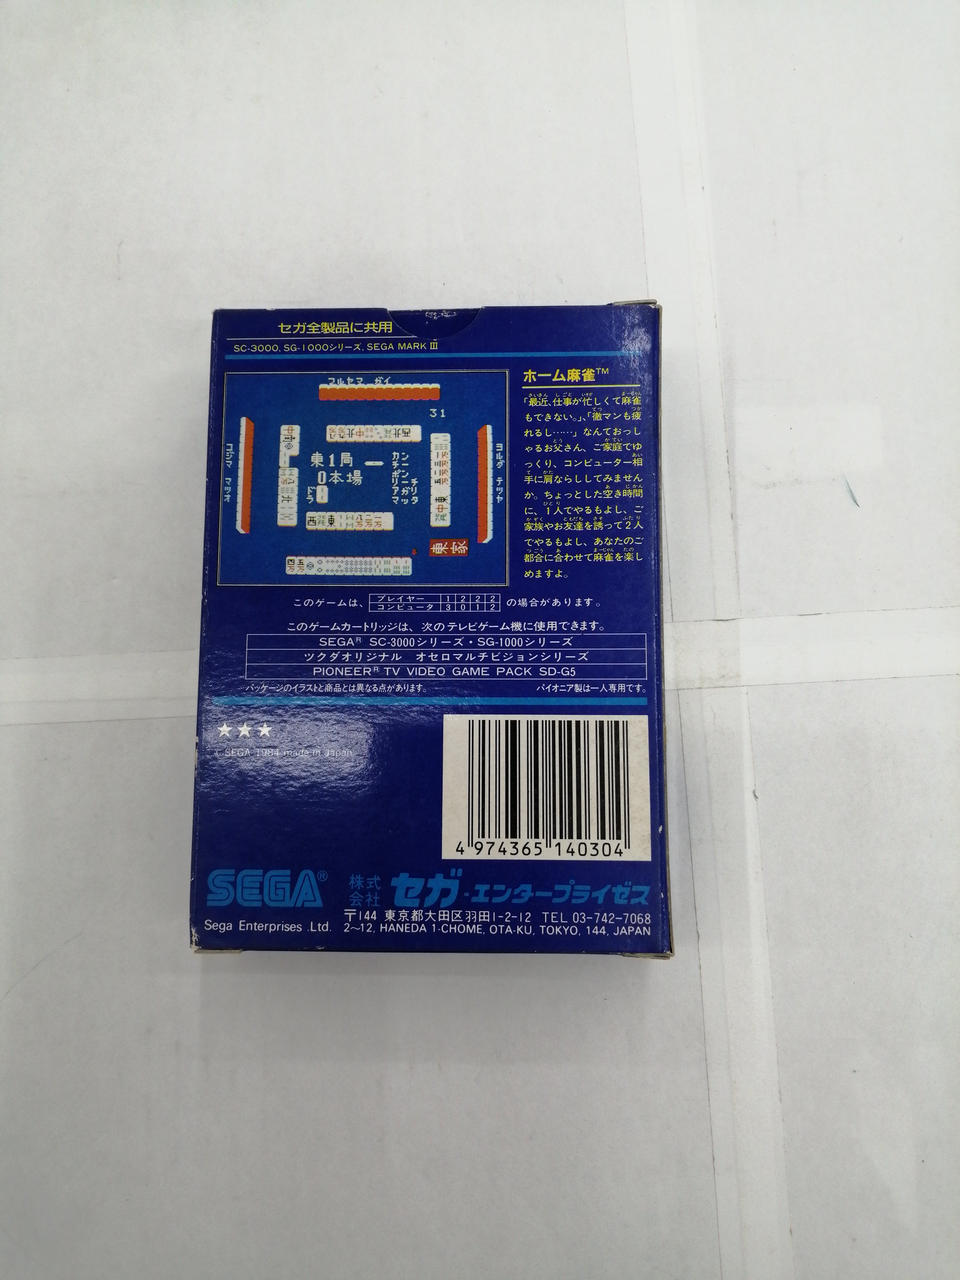 セガ全製品に共用
SC-3000, SG-1000シリーズ, SEGA MARK Ⅲ
マルヤマ ガイ
31
コジマ マッオ
ヨルダ テツヤ
東1局
0本場
ドラ
東家
ホーム麻雀™
「最近、仕事が忙しくて麻雀
もできない。」、「徹マンも疲
れるし……」なんておっし
ゃるお父さん、ご家庭でゆ
っくり、コンピューター相
手に肩ならししてみません
か。ちょっとした空き時間
に、1人でやるもよし、ご
家族やお友達を誘って2人
でやるもよし、あなたのご
都合に合わせて麻雀を楽し
めますよ。
このゲームは、
プレイヤー 1 2 2 2
コンピュータ 3 0 1 2
の場合があります。
このゲームカートリッジは、次のテレビゲーム機に使用できます。
SEGA® SC-3000シリーズ・SG-1000シリーズ
ツクダオリジナル オセロマルチビジョンシリーズ
PIONEER® TV VIDEO GAME PACK SD-G5
パッケージのイラストと商品とは異なる点があります。 パイオニア製は一人専用です。
★★★
© SEGA 1984 made in Japan
4 974365 140304
SEGA® 株式会社 セガ・エンタープライゼス
〒144 東京都大田区羽田1-2-12 TEL 03-742-7068
Sega Enterprises .Ltd. 2~12, HANEDA 1-CHOME, OTA-KU, TOKYO, 144, JAPAN